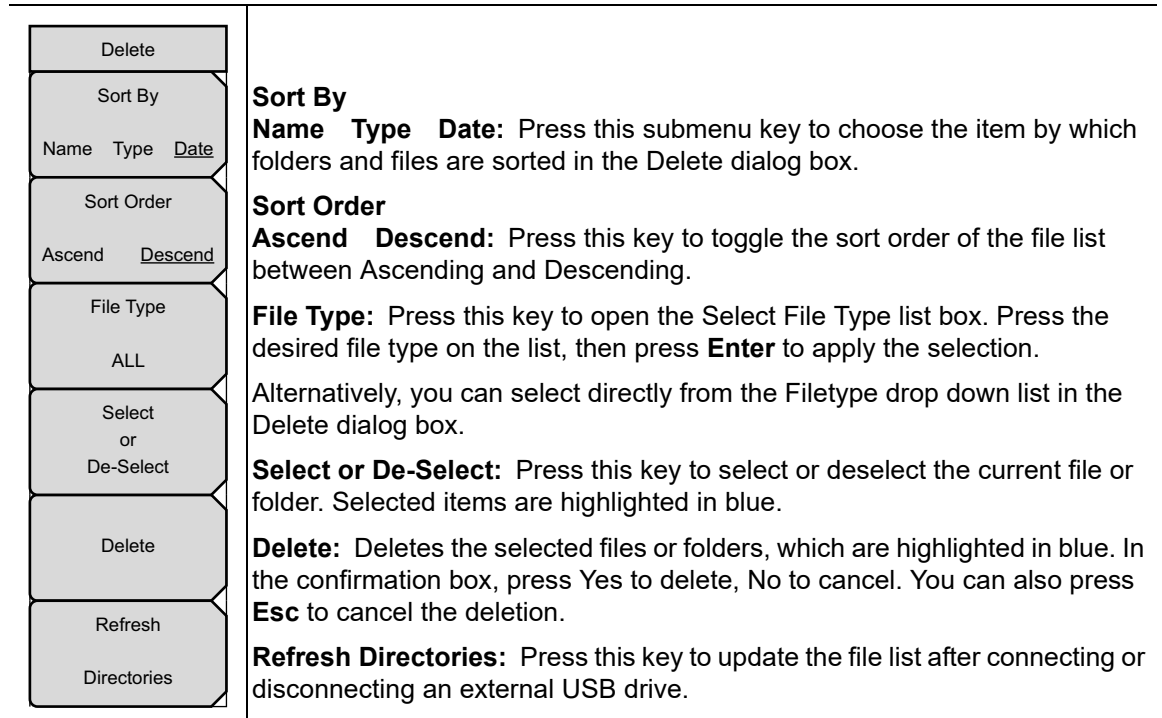 Delete
Sort By
Name Type Date
Sort Order
Ascend Descend
File Type
ALL
Select
or
De-Select
Delete
Refresh
Directories
Sort By
Name Type Date: Press this submenu key to choose the item by which
folders and files are sorted in the Delete dialog box.
Sort Order
Ascend Descend: Press this key to toggle the sort order of the file list
between Ascending and Descending.
File Type: Press this key to open the Select File Type list box. Press the
desired file type on the list, then press Enter to apply the selection.
Alternatively, you can select directly from the Filetype drop down list in the
Delete dialog box.
Select or De-Select: Press this key to select or deselect the current file or
folder. Selected items are highlighted in blue.
Delete: Deletes the selected files or folders, which are highlighted in blue. In
the confirmation box, press Yes to delete, No to cancel. You can also press
Esc to cancel the deletion.
Refresh Directories: Press this key to update the file list after connecting or
disconnecting an external USB drive.